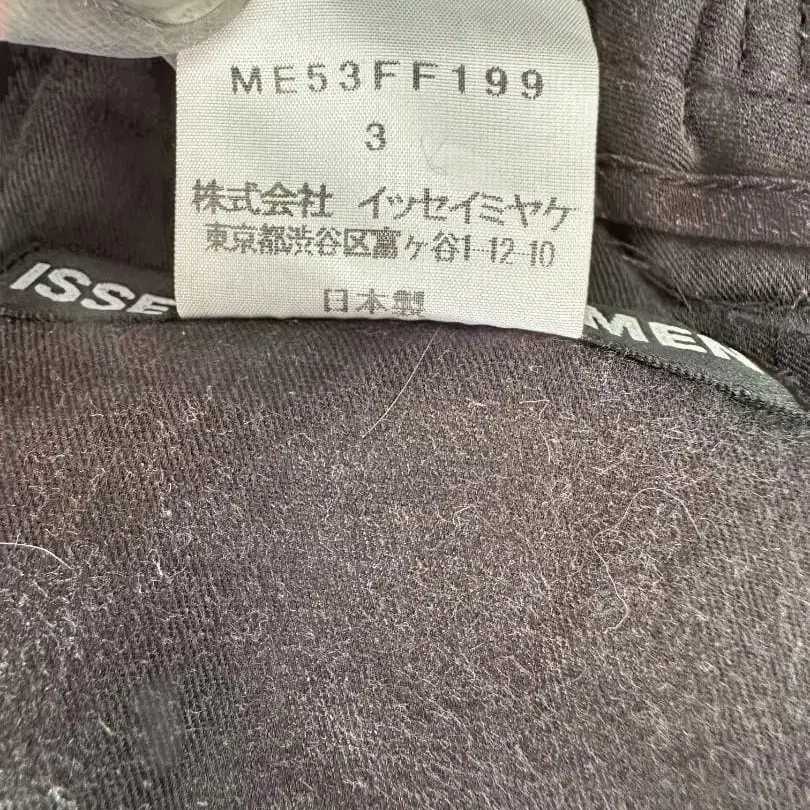 ME53FF199
3
株式会社 イッセイミヤケ
東京都渋谷区富ヶ谷1-12-10
日本製
ISSE
MEN